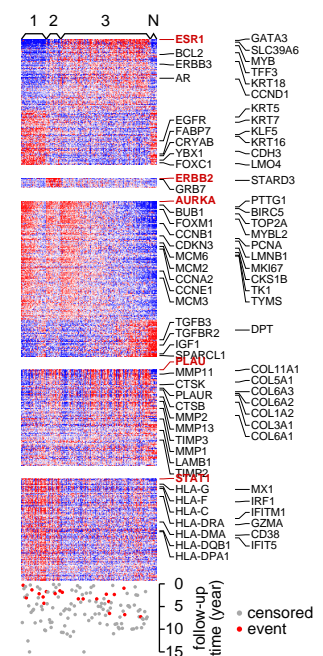 1 2 3 N
ESR1
BCL2
ERBB3
AR
GATA3
SLC39A6
MYB
TFF3
KRT18
CCND1
EGFR
FABP7
CRYAB
YBX1
FOXC1
KRT5
KRT7
KLF5
KRT16
CDH3
LMO4
ERBB2
GRB7
STARD3
AURKA
BUB1
FOXM1
CCNB1
CDKN3
MCM6
MCM2
CCNA2
CCNE1
MCM3
PTTG1
BIRC5
TOP2A
MYBL2
PCNA
LMNB1
MKI67
CKS1B
TK1
TYMS
TGFB3
TGFBR2
IGF1
SPARCL1
DPT
PLAU
MMP11
CTSK
PLAUR
CTSB
MMP2
MMP13
TIMP3
MMP1
LAMB1
TIMP2
COL11A1
COL5A1
COL6A3
COL6A2
COL1A2
COL3A1
COL6A1
STAT1
HLA-G
HLA-F
HLA-C
HLA-DRA
HLA-DMA
HLA-DQB1
HLA-DPA1
MX1
IRF1
IFITM1
GZMA
CD38
IFIT5
0
5
10
15
follow-up
time (year)
censored
event